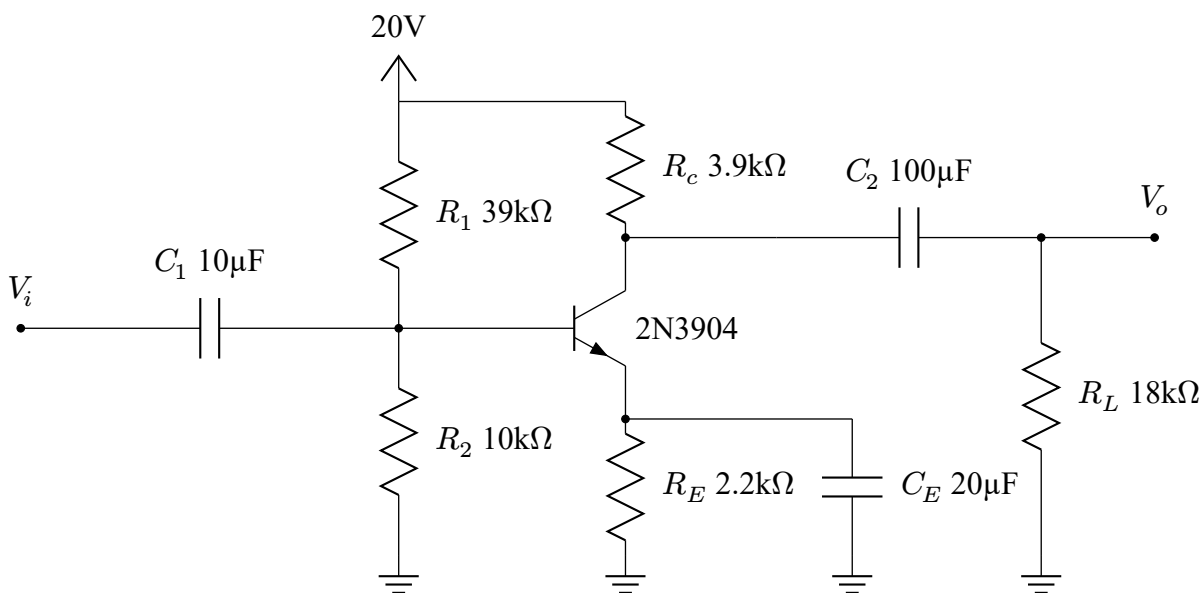 20V
R_c 3.9kΩ
C_2 100µF
V_o
R_1 39kΩ
C_1 10µF
V_i
2N3904
R_L 18kΩ
R_2 10kΩ
R_E 2.2kΩ
C_E 20µF